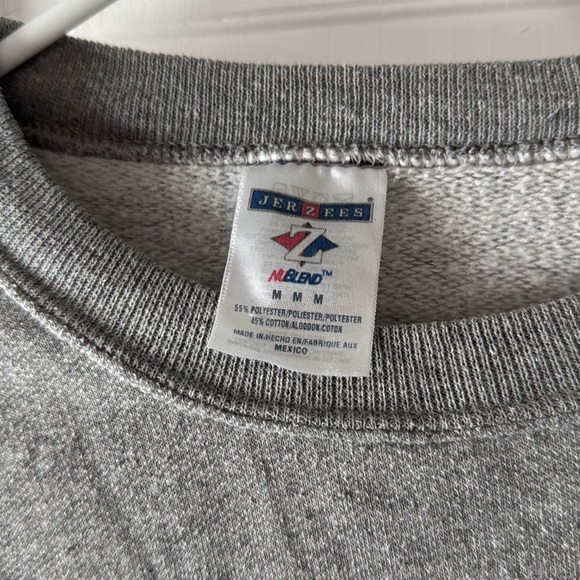 JERZEES®
Z
NUBLEND™
M M M
55% POLYESTER/POLIESTER/POLYESTER
45% COTTON/ALGODON/COTON
MADE IN/HECHO EN/FABRIQUE AUX
MEXICO